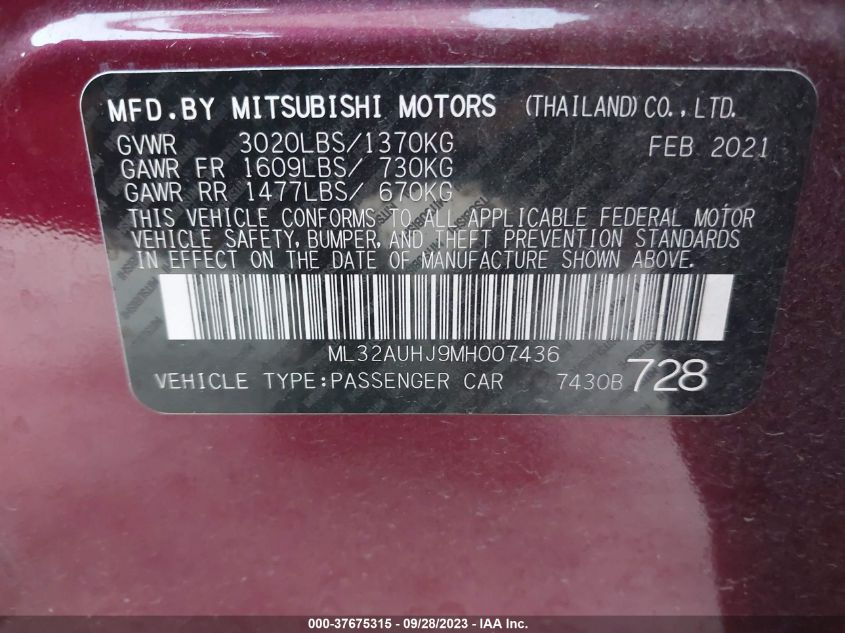 MFD.BY MITSUBISHI MOTORS (THAILAND) CO., LTD.
GVWR 3020LBS/1370KG FEB 2021
GAWR FR 1609LBS/ 730KG
GAWR RR 1477LBS/ 670KG
THIS VEHICLE CONFORMS TO ALL APPLICABLE FEDERAL MOTOR
VEHICLE SAFETY, BUMPER, AND THEFT PREVENTION STANDARDS
IN EFFECT ON THE DATE OF MANUFACTURE SHOWN ABOVE.
ML32AUHJ9MH007436
VEHICLE TYPE:PASSENGER CAR 7430B 728
000-37675315 - 09/28/2023 - IAAI.com Inc.